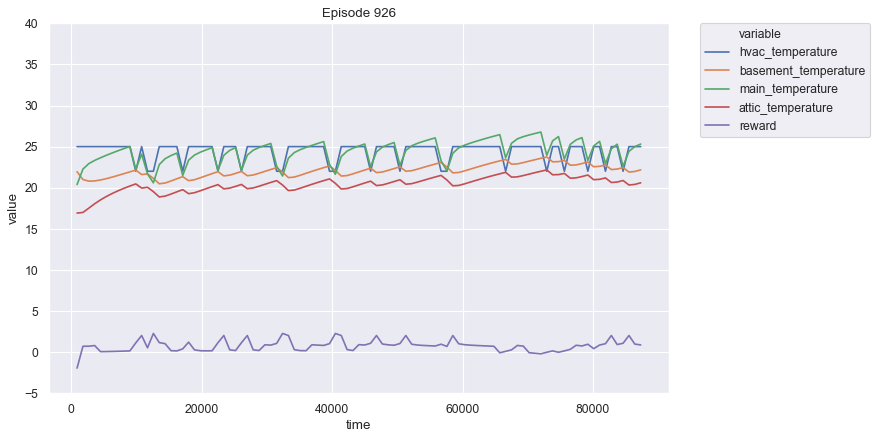 Episode 926
40
35
30
25
20
15
10
5
0
−5
value
0
20000
40000
60000
80000
time
variable
hvac_temperature
basement_temperature
main_temperature
attic_temperature
reward